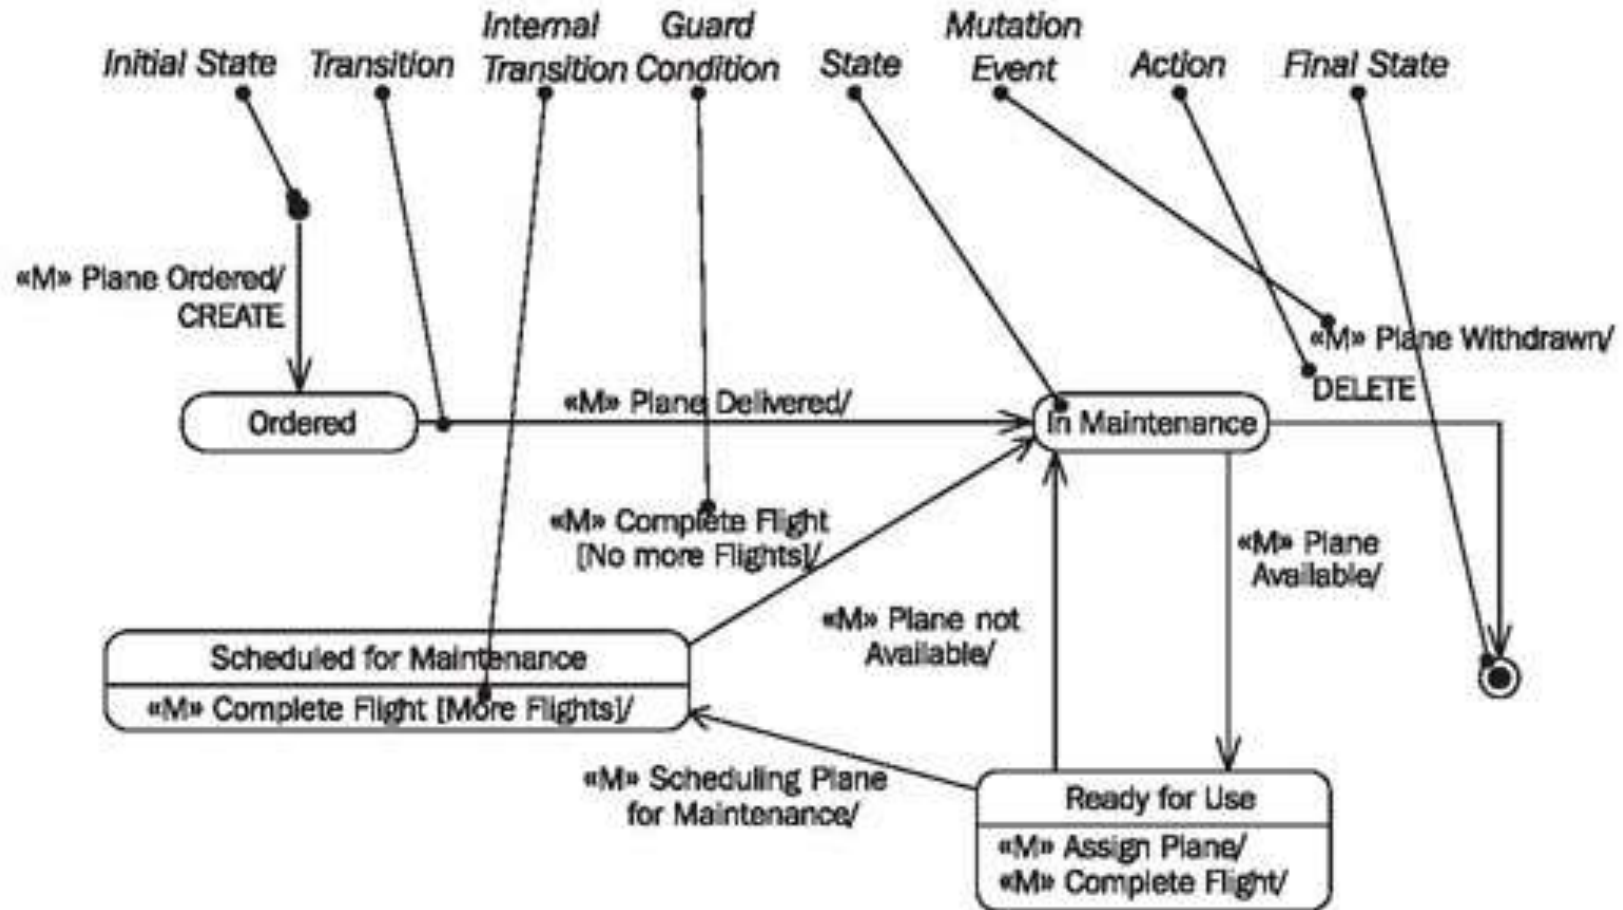 Initial State
Transition
Internal
Transition
Guard
Condition
State
Mutation
Event
Action
Final State
«M» Plane Ordered/
CREATE
«M» Plane Withdrawn/
DELETE
Ordered
«M» Plane Delivered/
In Maintenance
«M» Complete Flight
[No more Flights]/
«M» Plane
Available/
«M» Plane not
Available/
Scheduled for Maintenance
«M» Complete Flight [More Flights]/
«M» Scheduling Plane
for Maintenance/
Ready for Use
«M» Assign Plane/
«M» Complete Flight/